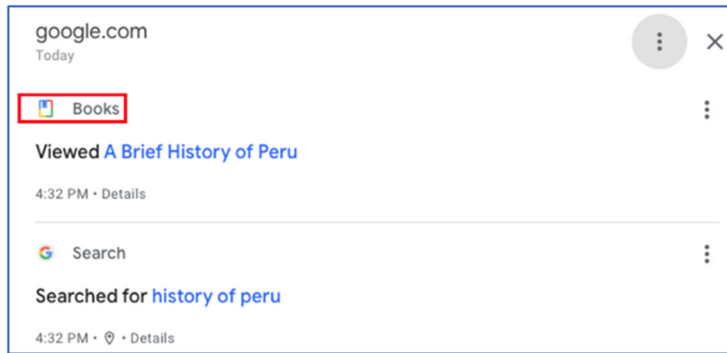 google.com
Today
Books
Viewed A Brief History of Peru
4:32 PM • Details
Search
Searched for history of peru
4:32 PM • • Details